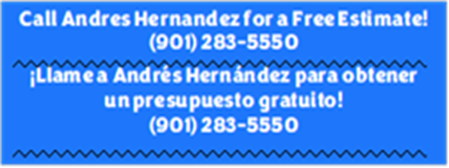 Call Andres Hernandez for a Free Estimate!
(901) 283-5550
¡Llame a Andrés Hernández para obtener
un presupuesto gratuito!
(901) 283-5550